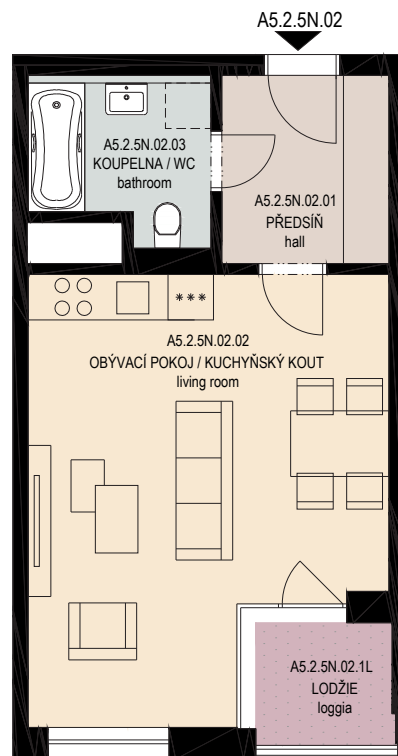 A5.2.5N.02
A5.2.5N.02.03
KOUPELNA / WC
bathroom
A5.2.5N.02.01
PŘEDSÍŇ
hall
***
A5.2.5N.02.02
OBÝVACÍ POKOJ / KUCHYŇSKÝ KOUT
living room
A5.2.5N.02.1L
LODŽIE
loggia